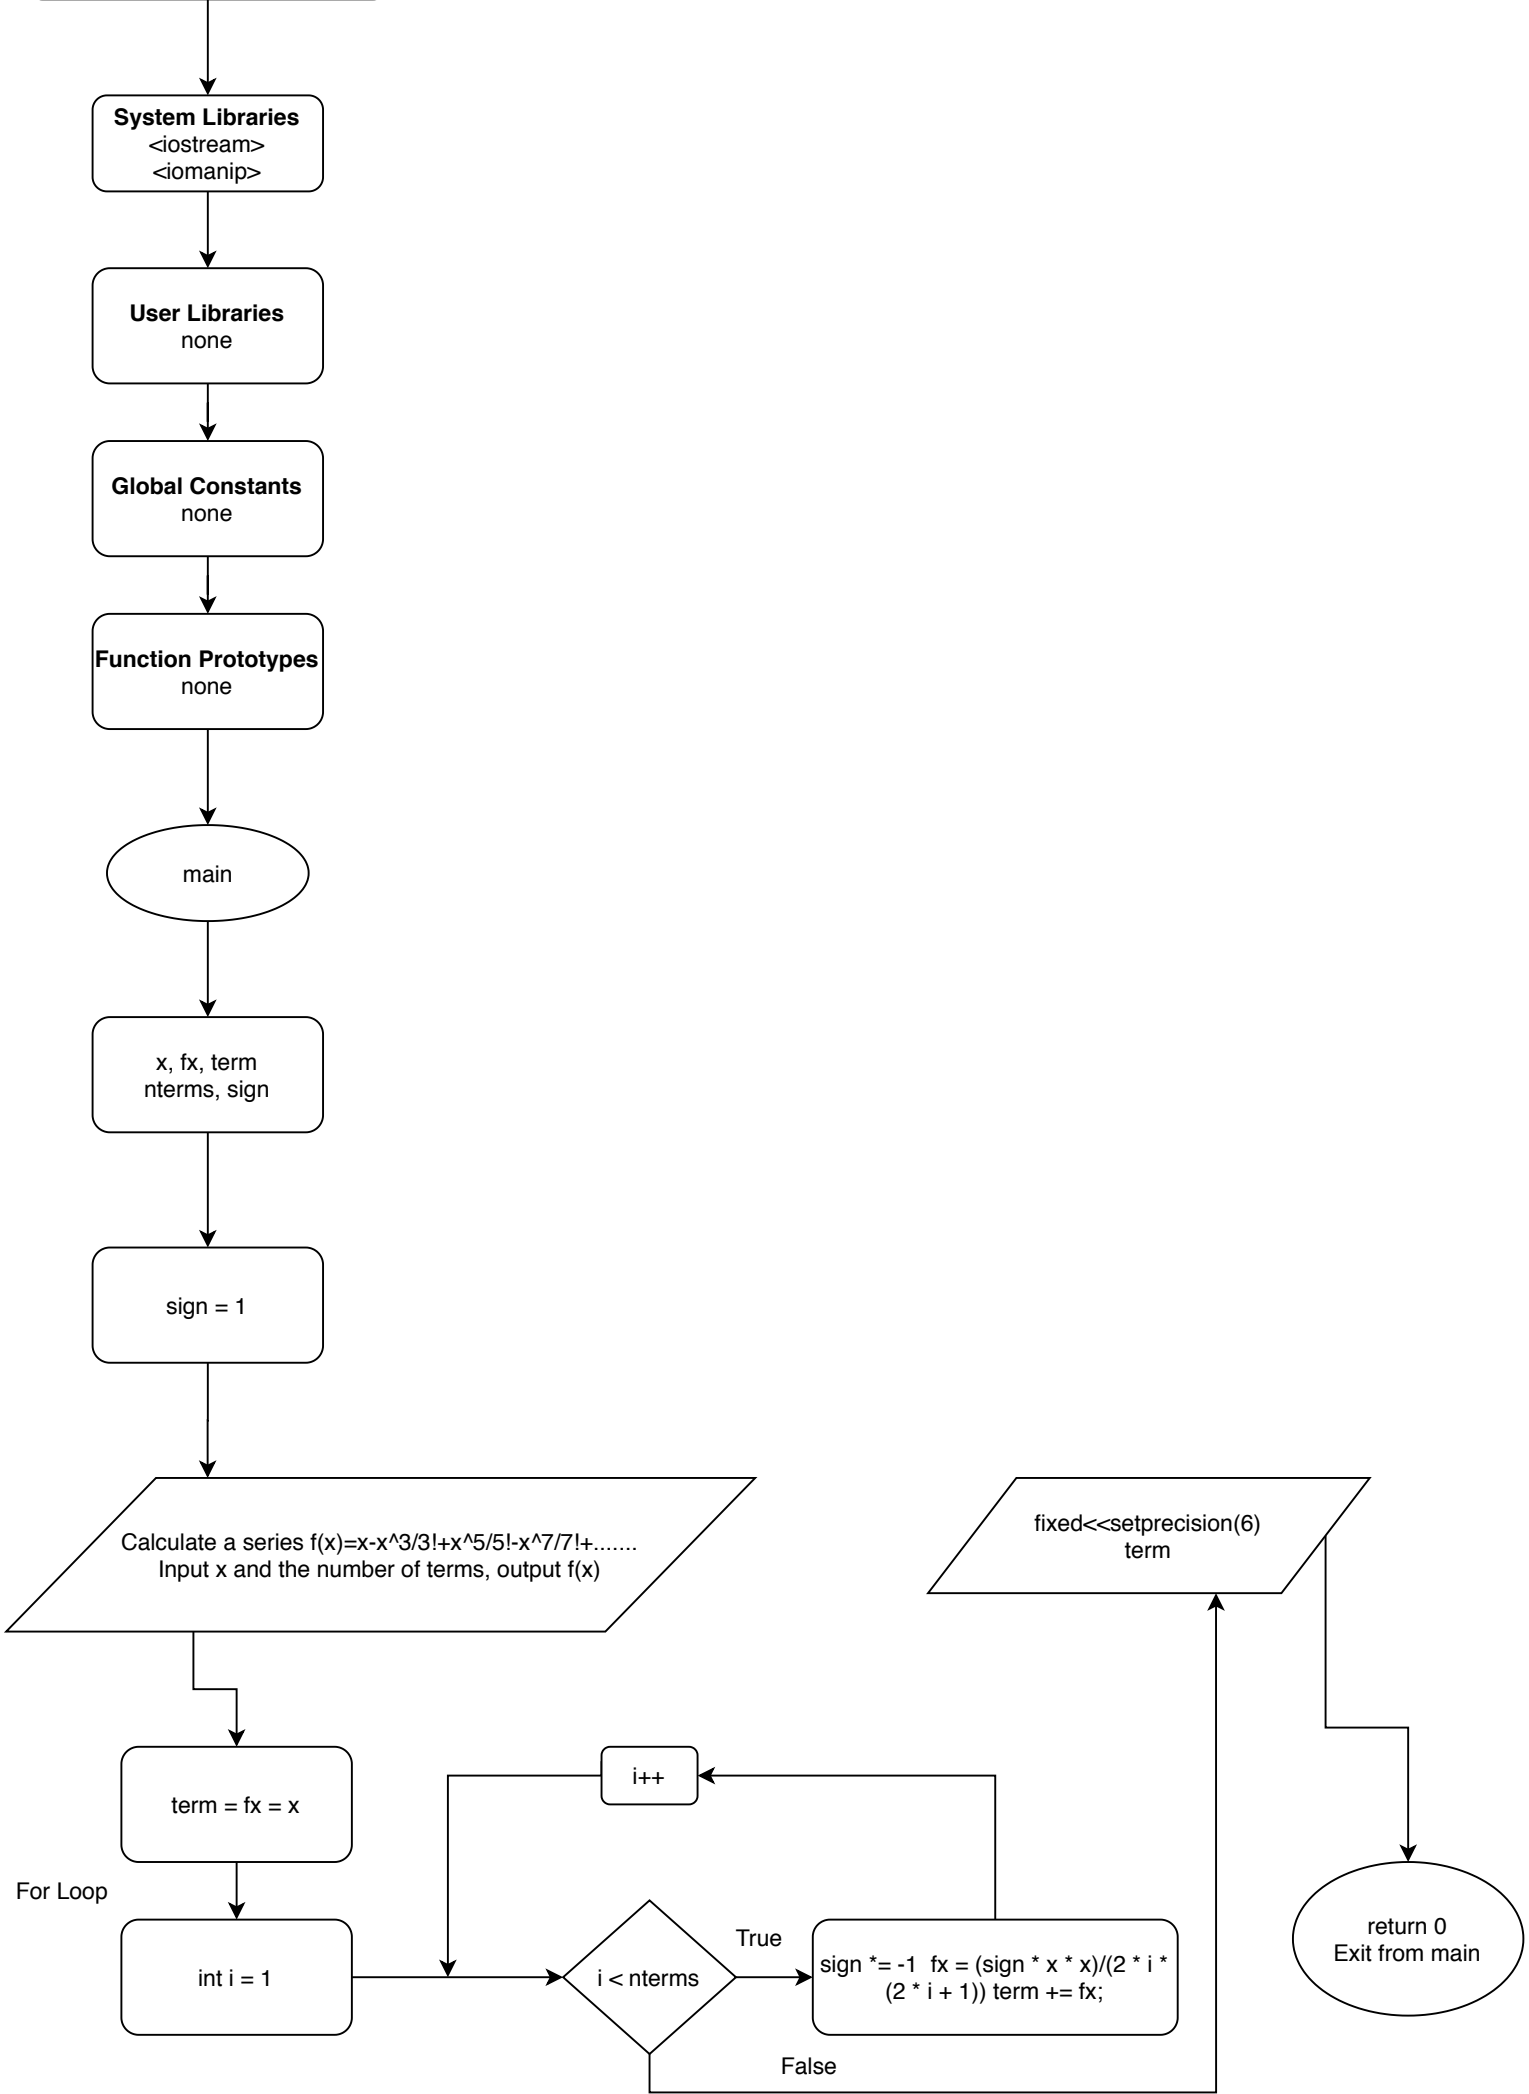 System Libraries
<iostream>
<iomanip>
User Libraries
none
Global Constants
none
Function Prototypes
none
main
x, fx, term
nterms, sign
sign = 1
Calculate a series f(x)=x-x^3/3!+x^5/5!-x^7/7!+.......
Input x and the number of terms, output f(x)
term = fx = x
For Loop
int i = 1
i < nterms
True
sign *= -1  fx = (sign * x * x)/(2 * i *
(2 * i + 1)) term += fx;
i++
False
fixed<<setprecision(6)
term
return 0
Exit from main